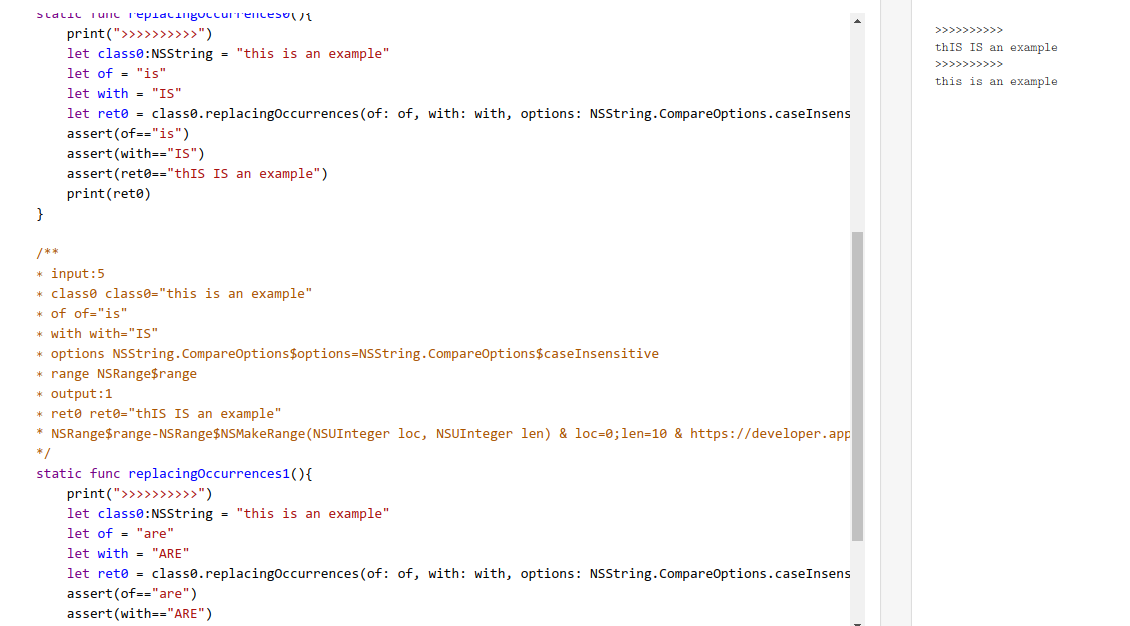 static func replacingOccurrences0(){
print(">>>>>>>>>>")
let class0:NSString = "this is an example"
let of = "is"
let with = "IS"
let ret0 = class0.replacingOccurrences(of: of, with: with, options: NSString.CompareOptions.caseInsens
assert(of=="is")
assert(with=="IS")
assert(ret0=="thIS IS an example")
print(ret0)
}
/**
* input:5
* class0 class0="this is an example"
* of of="is"
* with with="IS"
* options NSString.CompareOptions$options=NSString.CompareOptions$caseInsensitive
* range NSRange$range
* output:1
* ret0 ret0="thIS IS an example"
* NSRange$range-NSRange$NSMakeRange(NSUInteger loc, NSUInteger len) & loc=0;len=10 & https://developer.app
*/
static func replacingOccurrences1(){
print(">>>>>>>>>>")
let class0:NSString = "this is an example"
let of = "are"
let with = "ARE"
let ret0 = class0.replacingOccurrences(of: of, with: with, options: NSString.CompareOptions.caseInsens
assert(of=="are")
assert(with=="ARE")
>>>>>>>>>>
thIS IS an example
>>>>>>>>>>
this is an example